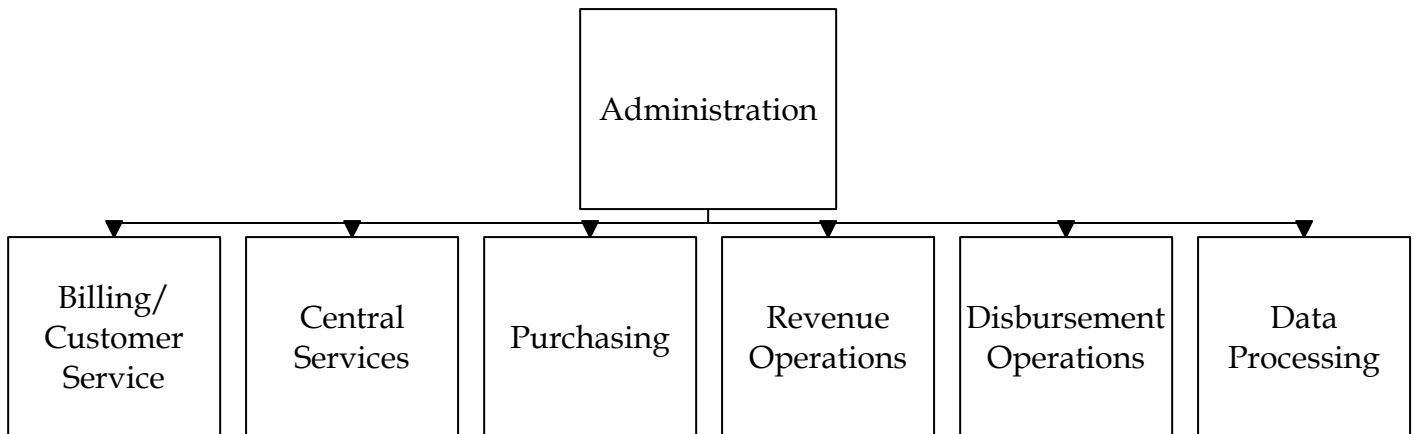 Administration
Billing/
Customer
Service
Central
Services
Purchasing
Revenue
Operations
Disbursement
Operations
Data
Processing